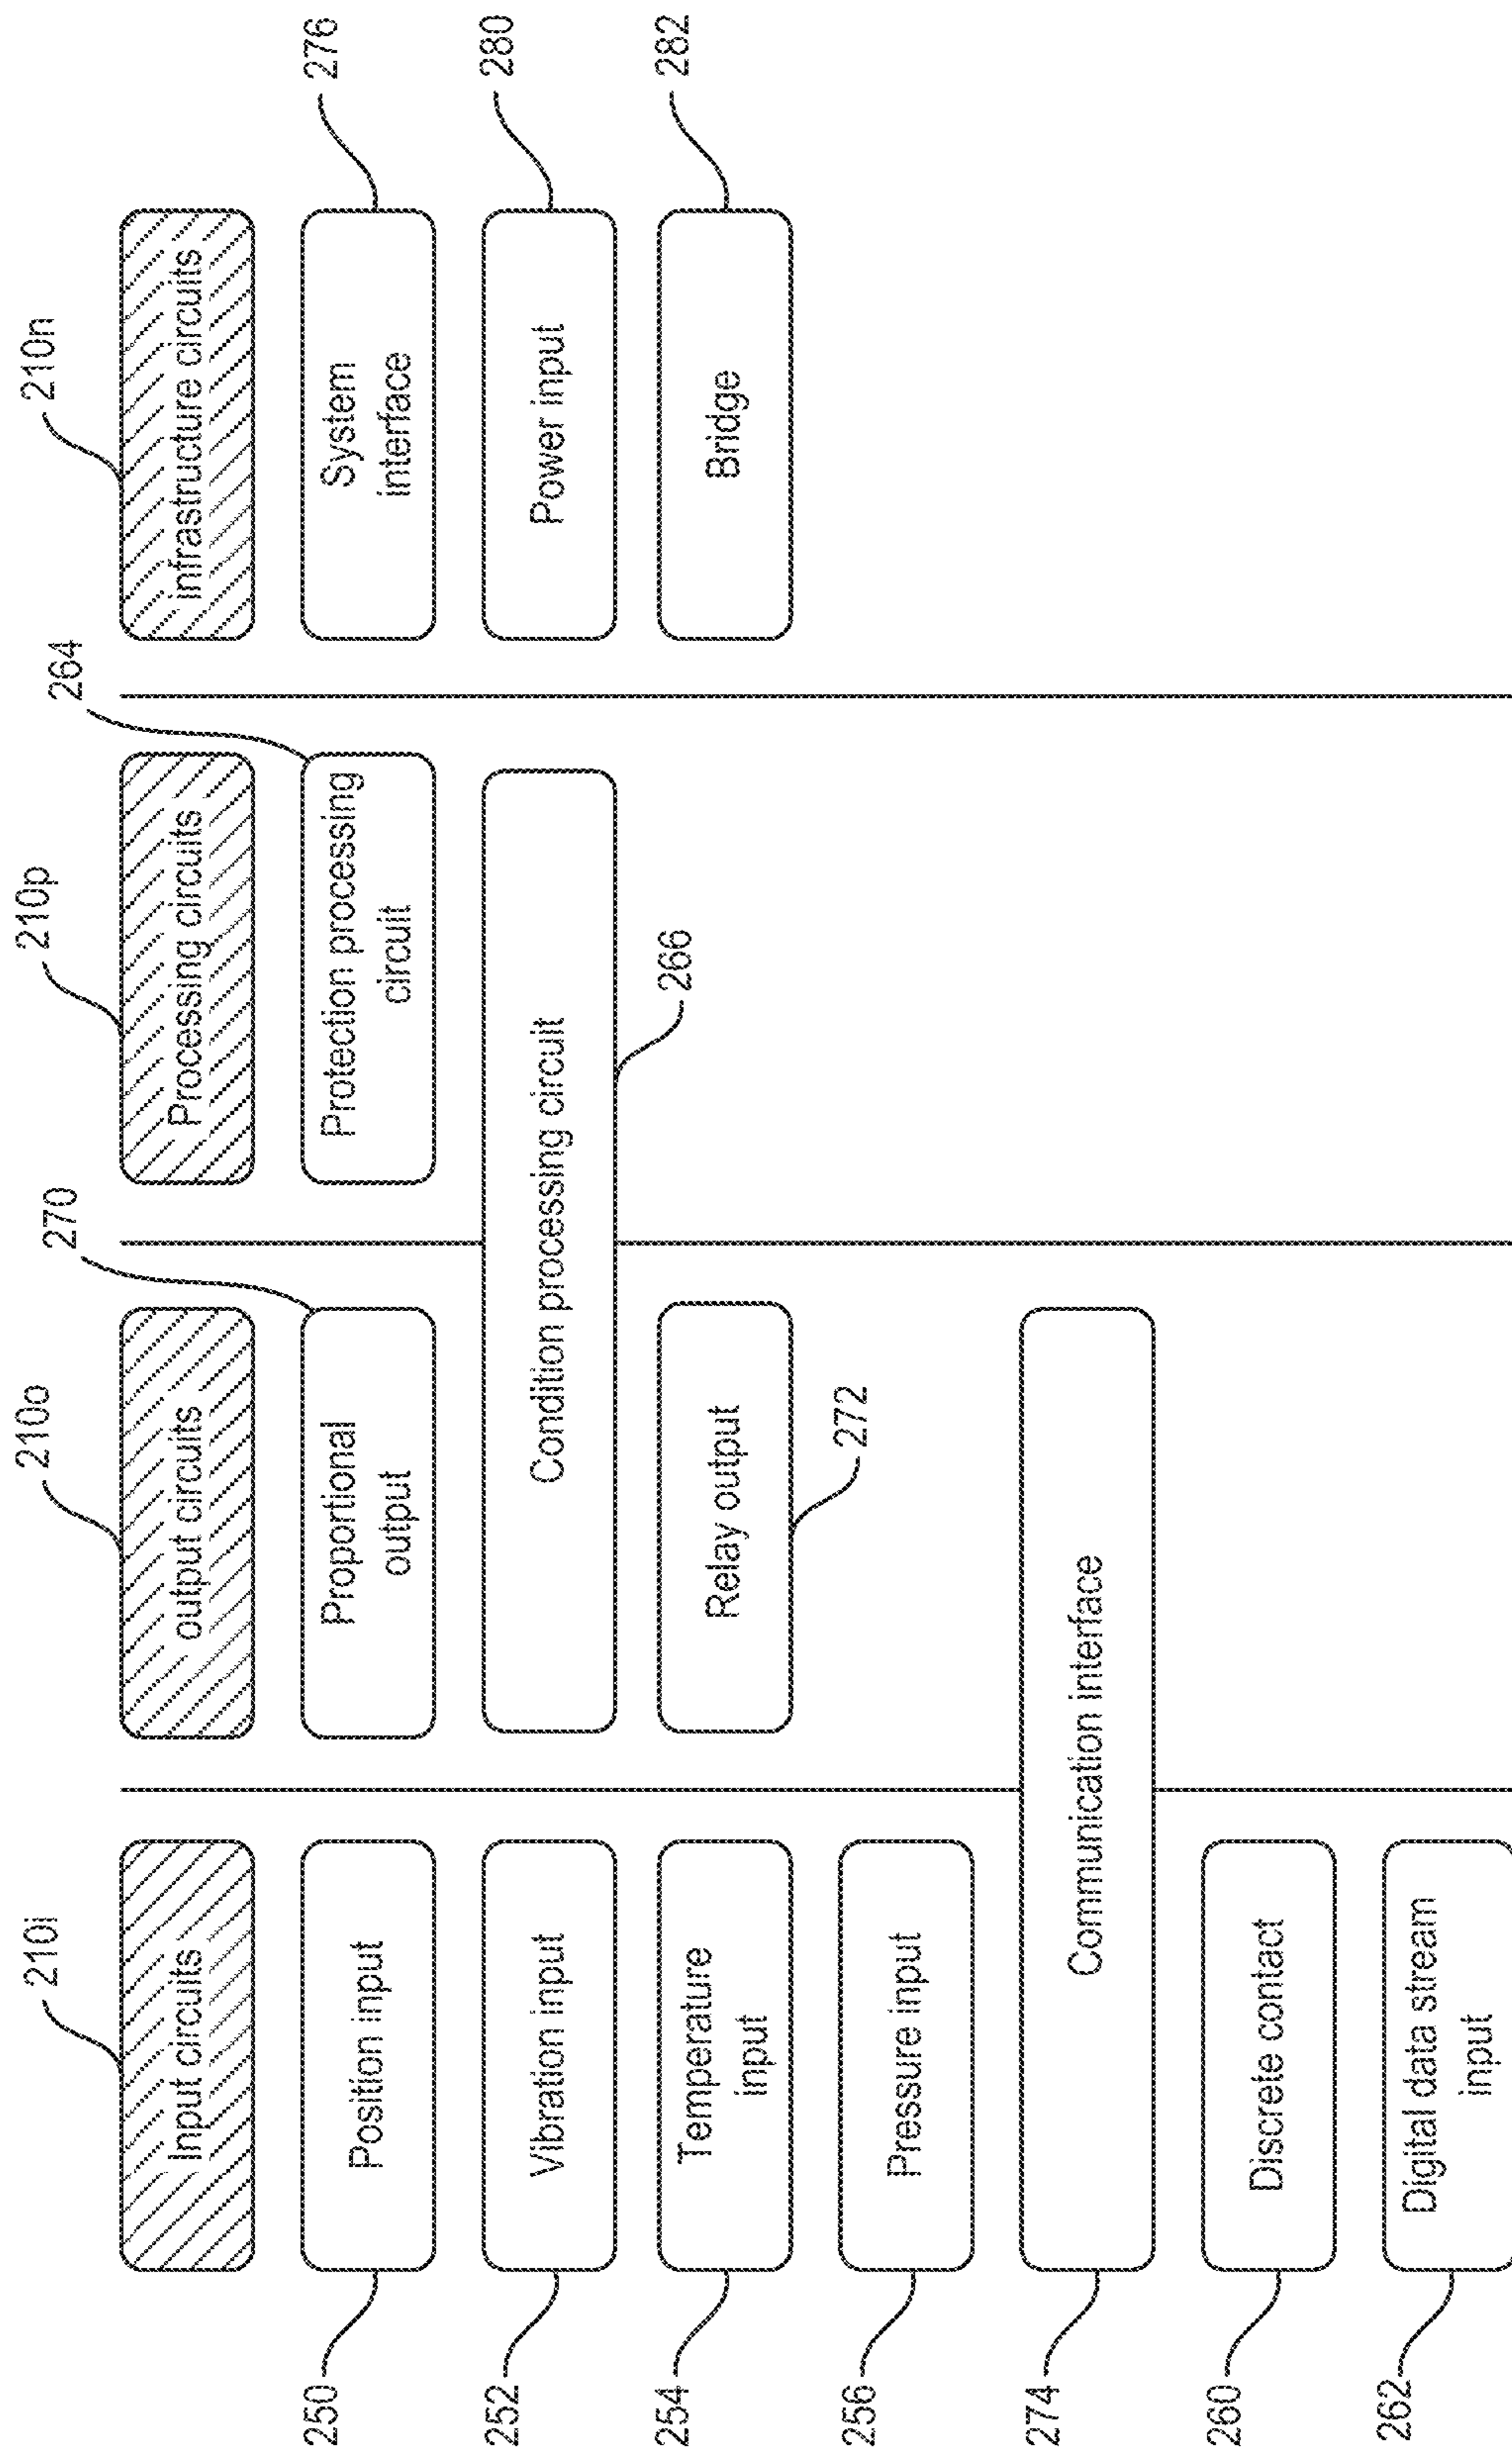 210i
Input circuits
250
Position input
252
Vibration input
254
Temperature
input
256
Pressure input
274
Communication interface
260
Discrete contact
262
Digital data stream
input
210o
output circuits
270
Proportional
output
Condition processing circuit
266
Relay output
272
210p
Processing circuits
264
Protection processing
circuit
210n
infrastructure circuits
276
System
interface
280
Power input
282
Bridge